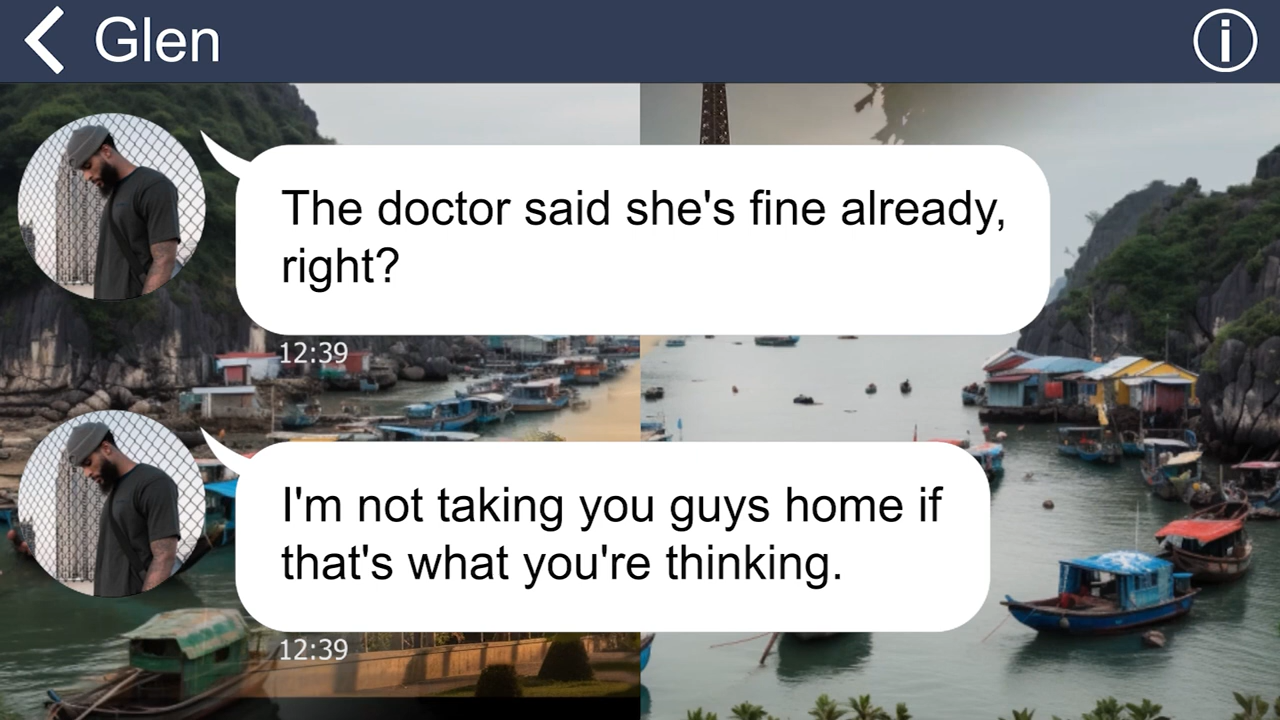 Glen
The doctor said she's fine already,
right?
12:39
I'm not taking you guys home if
that's what you're thinking.
12:39